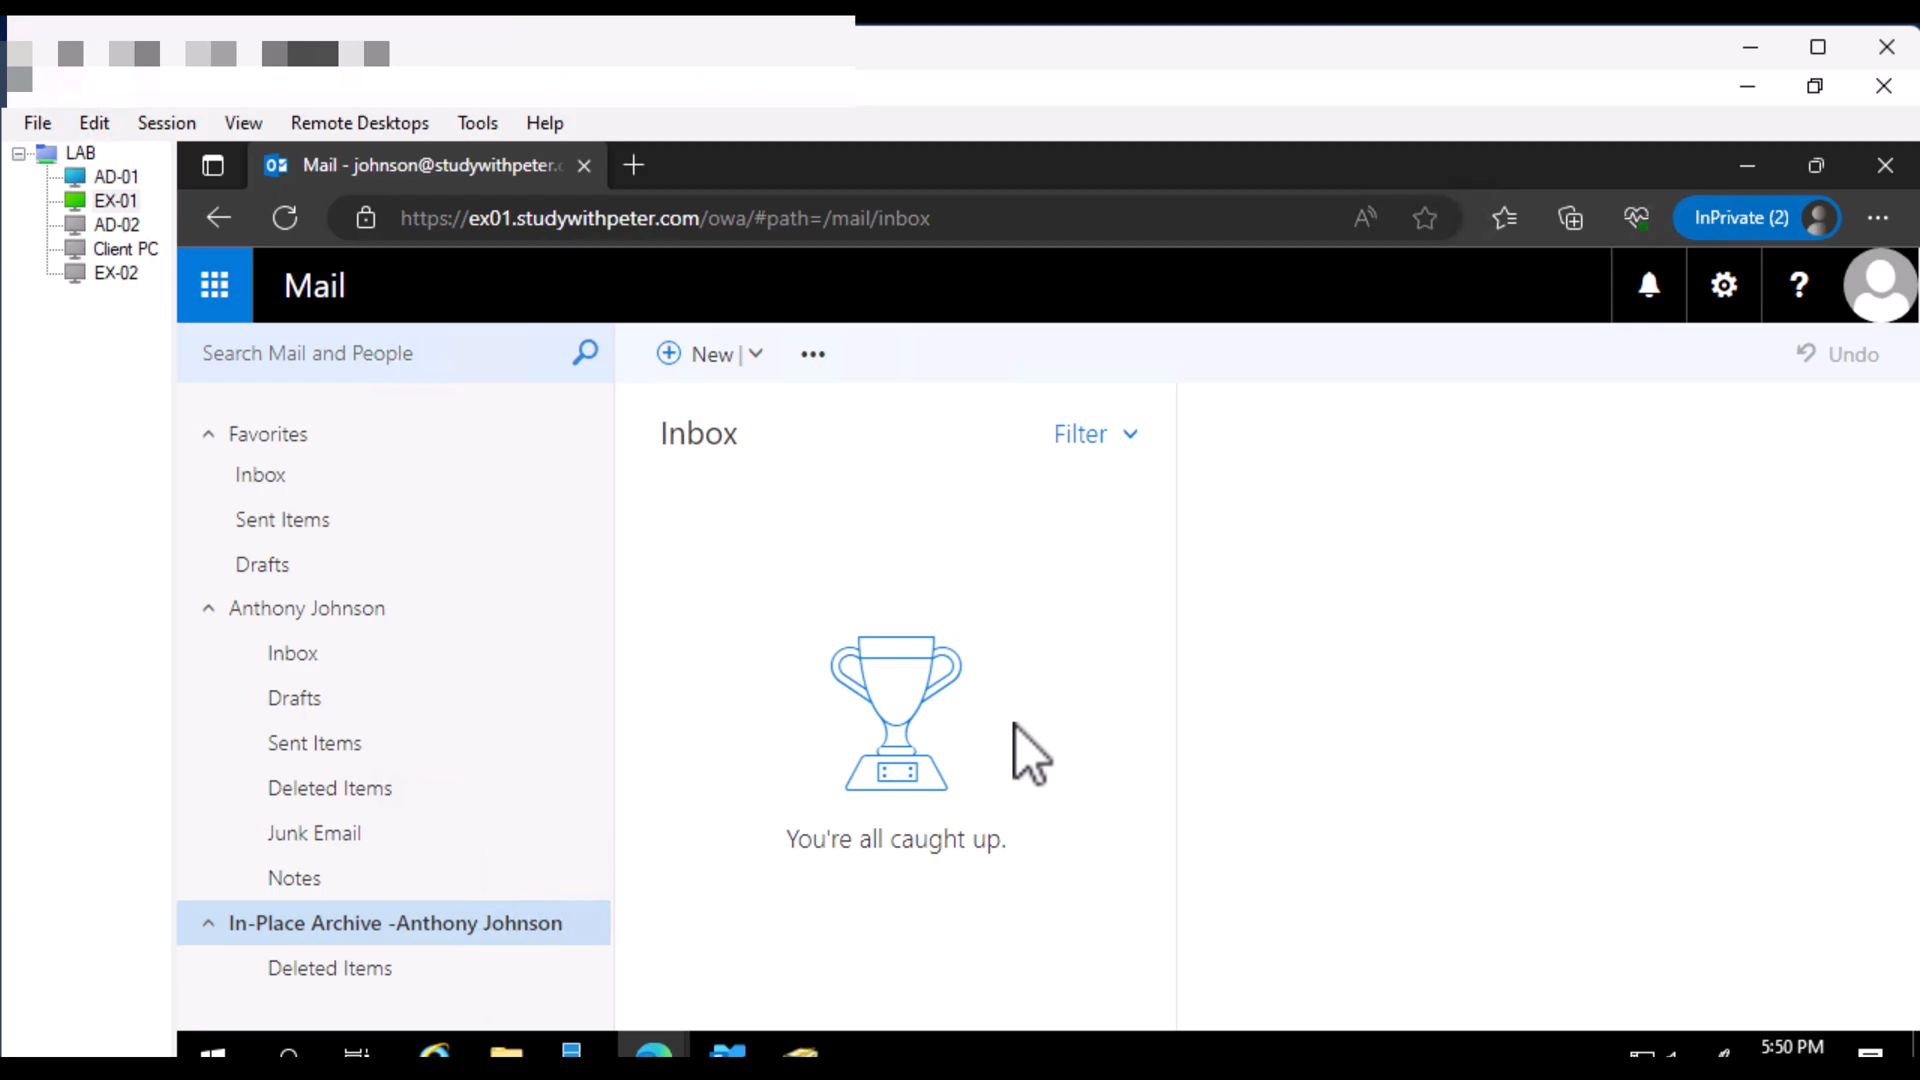 File Edit Session View Remote Desktops Tools Help
LAB
AD-01
EX-01
AD-02
Client PC
EX-02
Mail - johnson@studywithpeter.c
https://ex01.studywithpeter.com/owa/#path=/mail/inbox
InPrivate (2)
Mail
?
Search Mail and People
New
Undo
Favorites
Inbox
Sent Items
Drafts
Anthony Johnson
Inbox
Drafts
Sent Items
Deleted Items
Junk Email
Notes
In-Place Archive -Anthony Johnson
Deleted Items
Inbox
Filter
You're all caught up.
5:50 PM